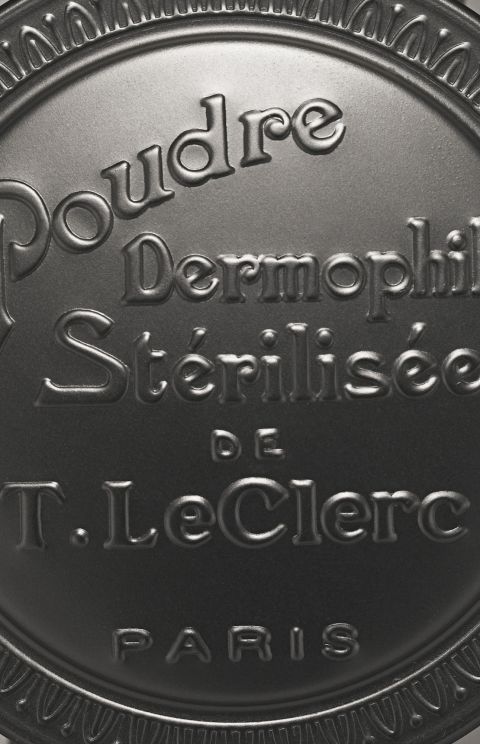 Poudre
Dermophil
Stérilisée
DE
T. LeClerc
PARIS